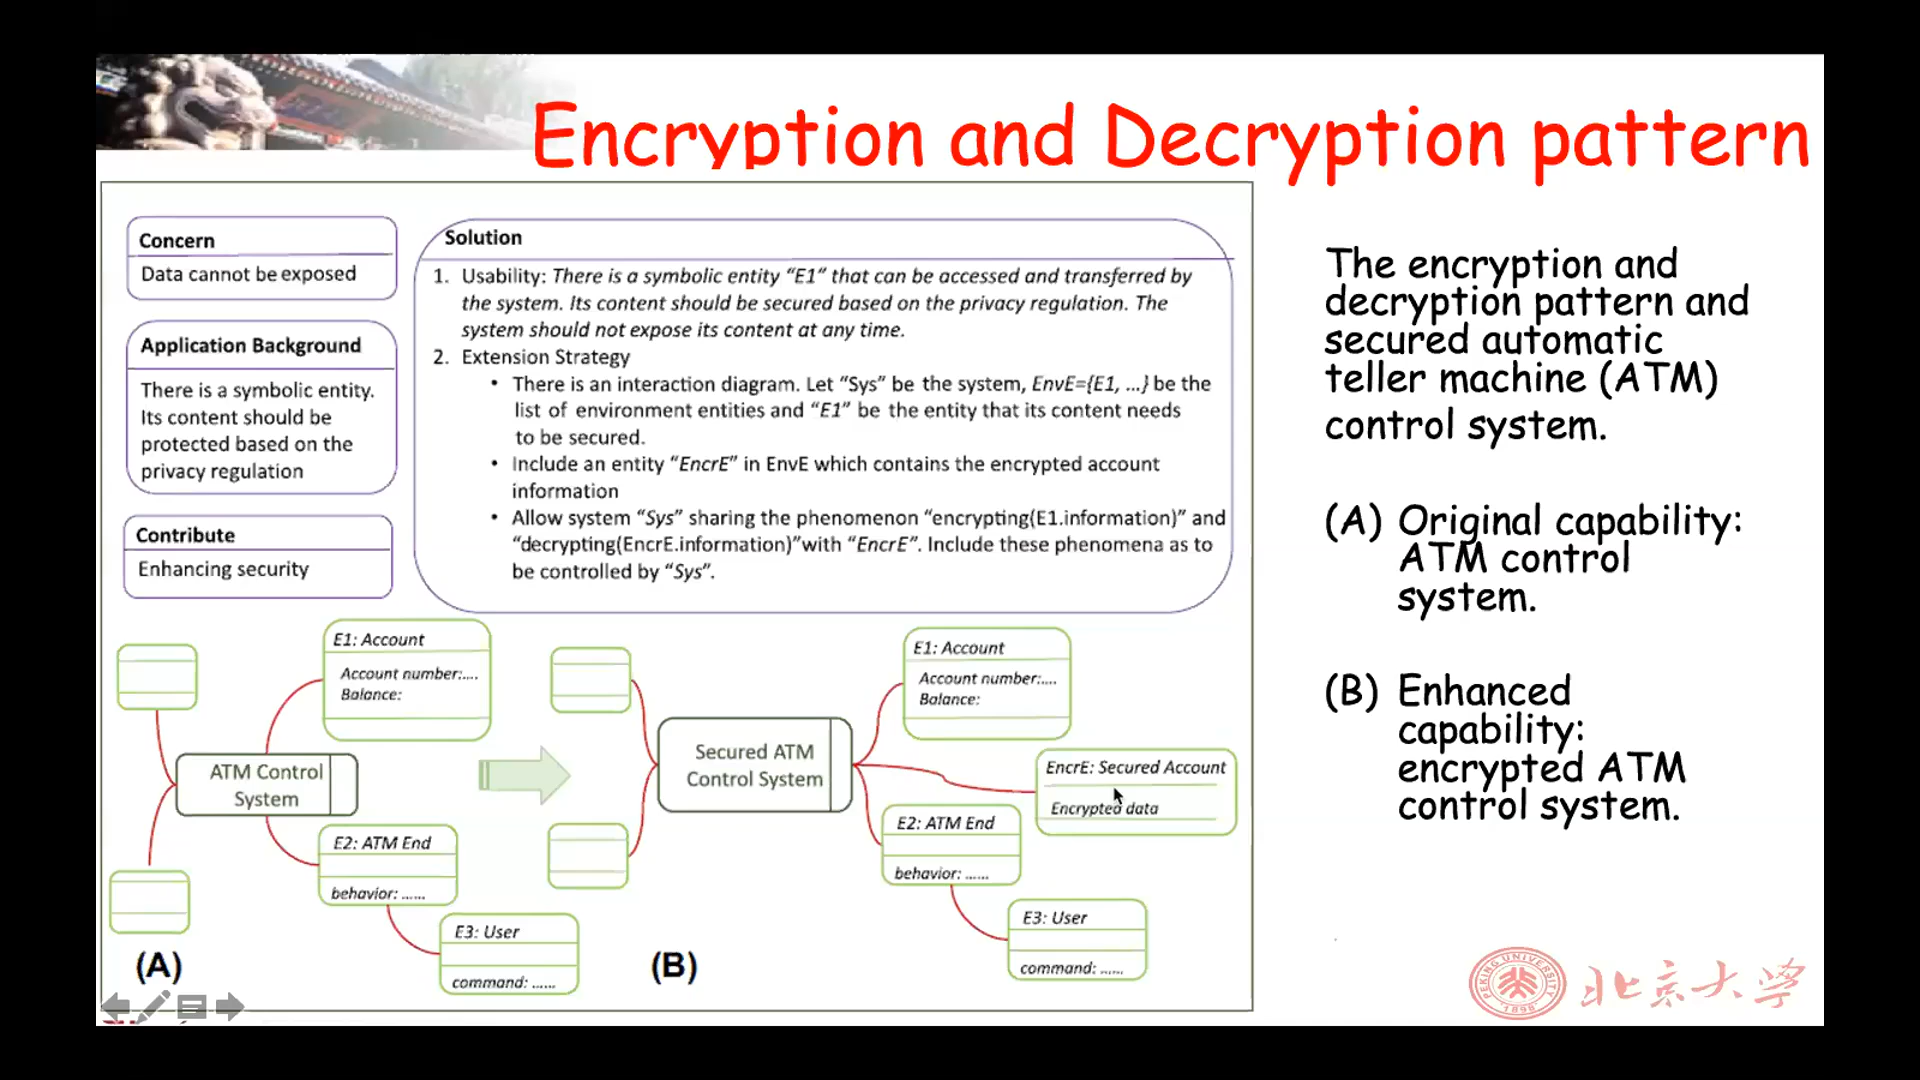 Encryption and Decryption pattern
Concern
Data cannot be exposed
Application Background
There is a symbolic entity.
Its content should be
protected based on the
privacy regulation
Contribute
Enhancing security
Solution
1. Usability: There is a symbolic entity “E1” that can be accessed and transferred by
the system. Its content should be secured based on the privacy regulation. The
system should not expose its content at any time.
2. Extension Strategy
• There is an interaction diagram. Let “Sys” be the system, EnvE={E1, …} be the
list of environment entities and “E1” be the entity that its content needs
to be secured.
• Include an entity “EncrE” in EnvE which contains the encrypted account
information
• Allow system “Sys” sharing the phenomenon “encrypting(E1.information)” and
“decrypting(EncrE.information)”with “EncrE”. Include these phenomena as to
be controlled by “Sys”.
E1: Account
Account number:....
Balance:
ATM Control
System
E2: ATM End
behavior: ......
E3: User
command: ......
(A)
E1: Account
Account number:....
Balance:
Secured ATM
Control System
EncrE: Secured Account
Encrypted data
E2: ATM End
behavior: ......
E3: User
command: ......
(B)
The encryption and
decryption pattern and
secured automatic
teller machine (ATM)
control system.
(A) Original capability:
ATM control
system.
(B) Enhanced
capability:
encrypted ATM
control system.
PEKING UNIVERSITY
1898
北京大学